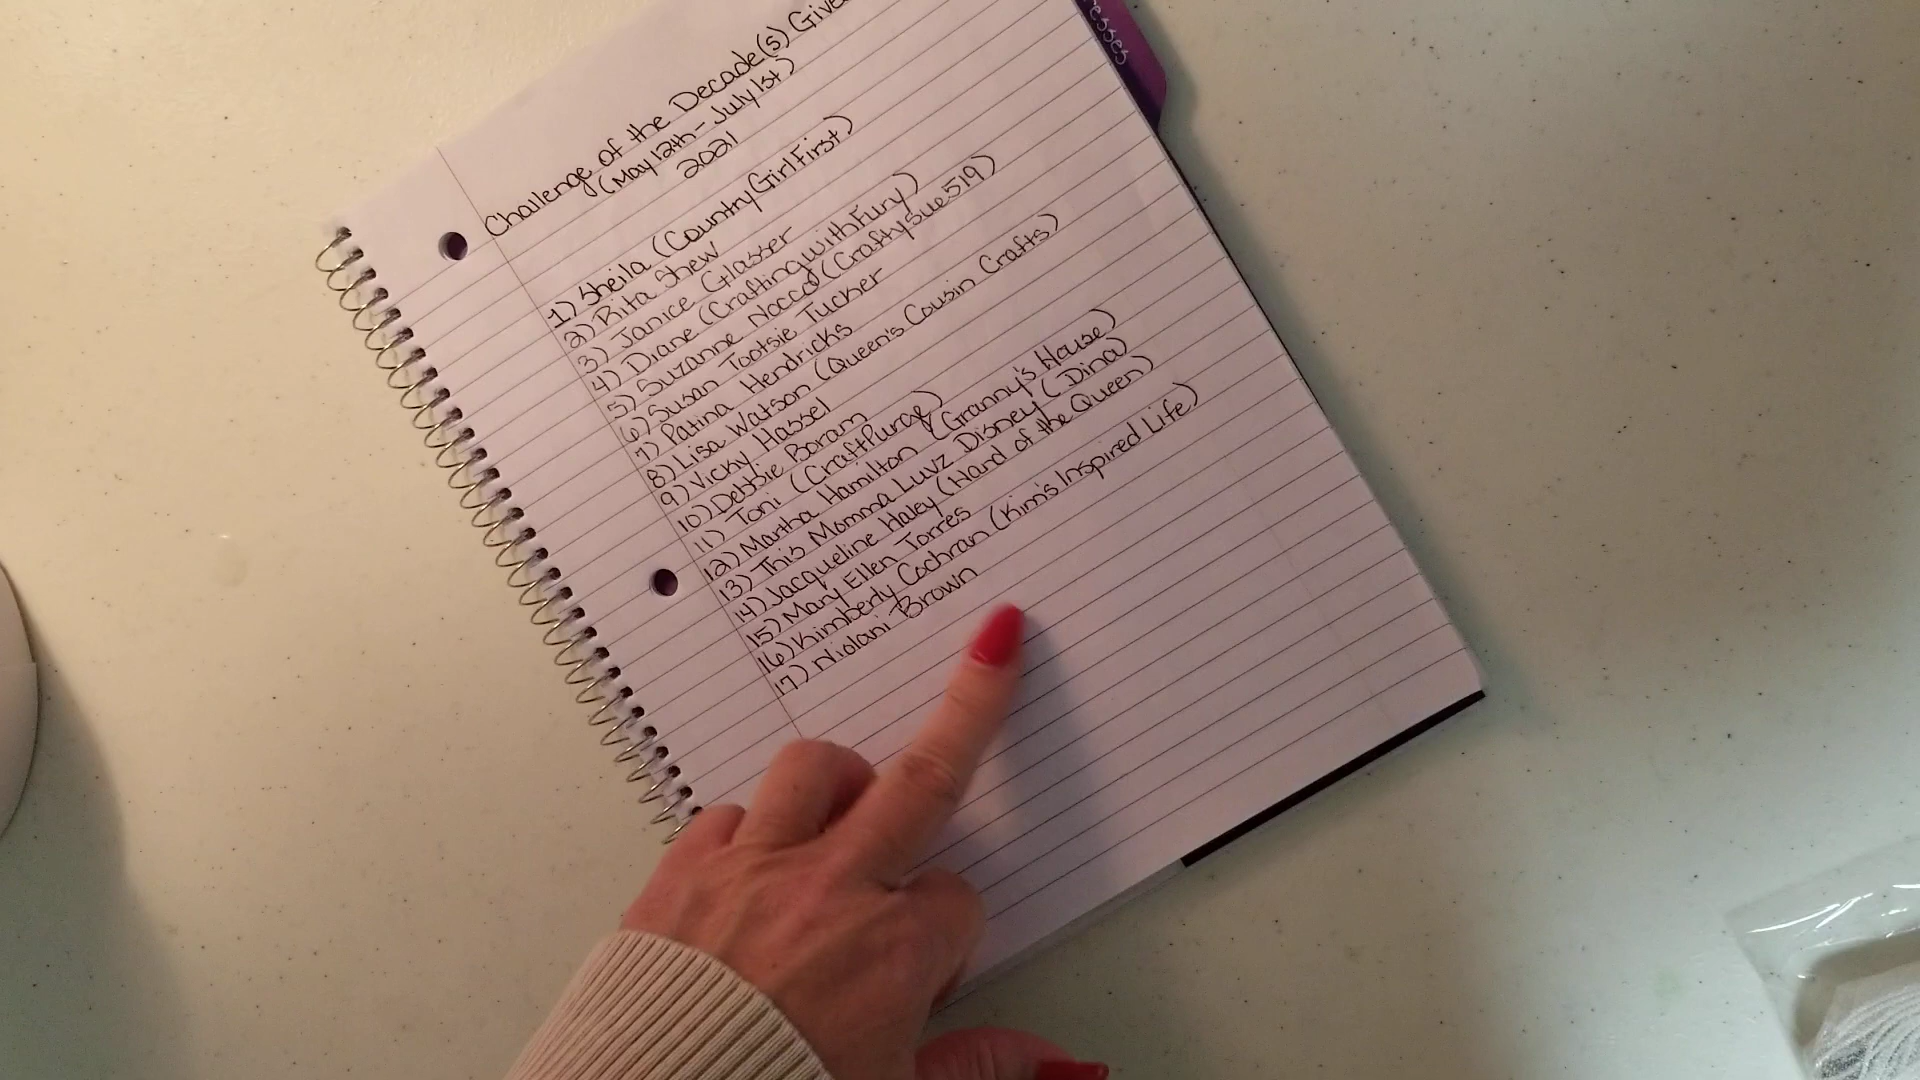 Challenge of the Decade(s) Give
(May 12th - July 1st)
2021
1) Sheila (CountryGirlFirst)
2) Rita Shew
3) Janice Glasser
4) Diane (CraftingwithFury)
5) Suzanne Nocco (CraftySue519)
6) Susan Tootsie Tucker
7) Patina Hendricks
8) Lisa Watson (Queen's Cousin Crafts)
9) Vicky Hassel
10) Debbie Boram
11) Toni (CraftPurge)
12) Martha Hamilton (Granny's House)
13) This Momma Luvz Disney (Dina)
14) Jacqueline Haley (Hand of the Queen)
15) Mary Ellen Torres
16) Kimberly Cochran (Kim's Inspired Life)
17) Niolani Brown
esses